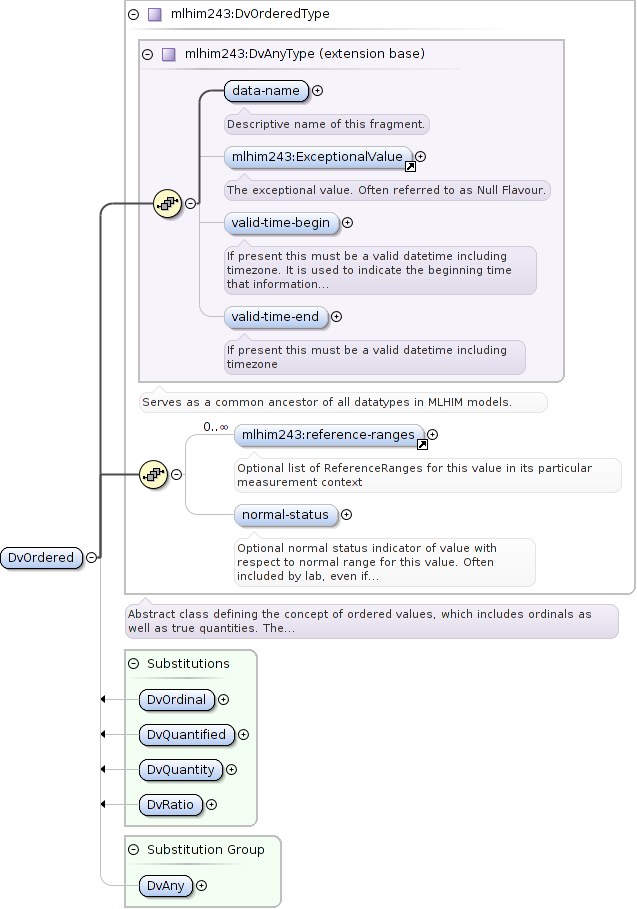 mlhim243:DvOrderedType
mlhim243:DvAnyType (extension base)
data-name
Descriptive name of this fragment.
mlhim243:ExceptionalValue
The exceptional value. Often referred to as Null Flavour.
valid-time-begin
If present this must be a valid datetime including
timezone. It is used to indicate the beginning time
that information...
valid-time-end
If present this must be a valid datetime including
timezone
Serves as a common ancestor of all datatypes in MLHIM models.
0..∞
mlhim243:reference-ranges
Optional list of ReferenceRanges for this value in its particular
measurement context
normal-status
Optional normal status indicator of value with
respect to normal range for this value. Often
included by lab, even if...
DvOrdered
Abstract class defining the concept of ordered values, which includes ordinals as
well as true quantities. The...
Substitutions
DvOrdinal
DvQuantified
DvQuantity
DvRatio
Substitution Group
DvAny